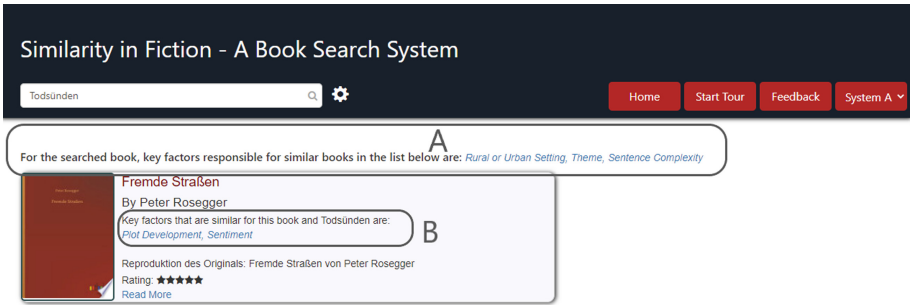 Similarity in Fiction - A Book Search System
Todsünden
Home Start Tour Feedback System A
A
For the searched book, key factors responsible for similar books in the list below are: Rural or Urban Setting, Theme, Sentence Complexity
Peter Rosegger
Fremde Straßen
Fremde Straßen
By Peter Rosegger
Key factors that are similar for this book and Todsünden are:
Plot Development, Sentiment
B
Reproduktion des Originals: Fremde Straßen von Peter Rosegger
Rating: ★★★★★
Read More